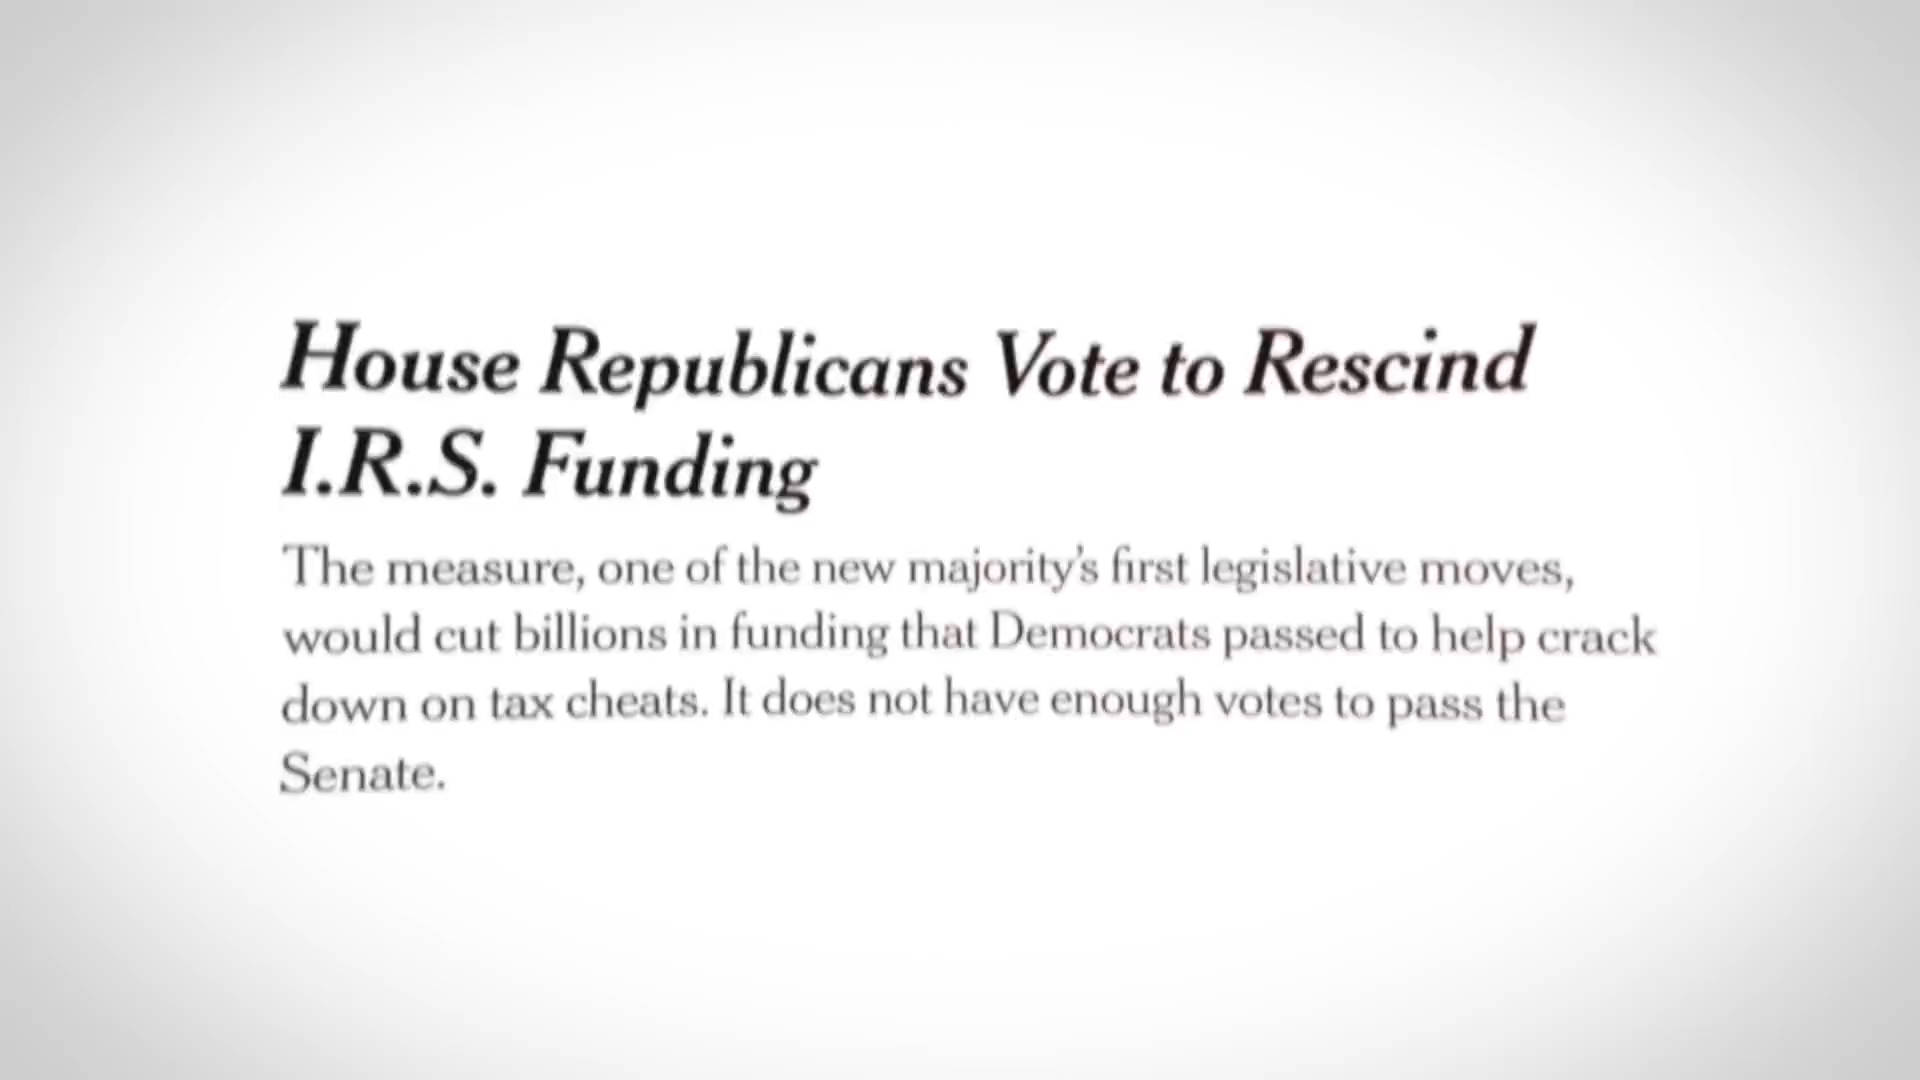 House Republicans Vote to Rescind
I.R.S. Funding
The measure, one of the new majority's first legislative moves,
would cut billions in funding that Democrats passed to help crack
down on tax cheats. It does not have enough votes to pass the
Senate.